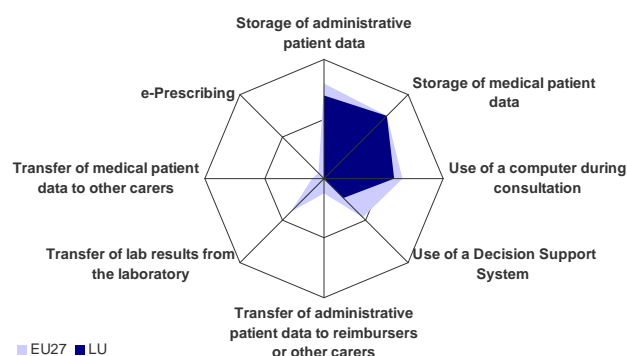 Storage of administrative
patient data
Storage of medical patient
data
Use of a computer during
consultation
Use of a Decision Support
System
Transfer of administrative
patient data to reimbursers
or other carers
Transfer of lab results from
the laboratory
Transfer of medical patient
data to other carers
e-Prescribing
EU27 LU